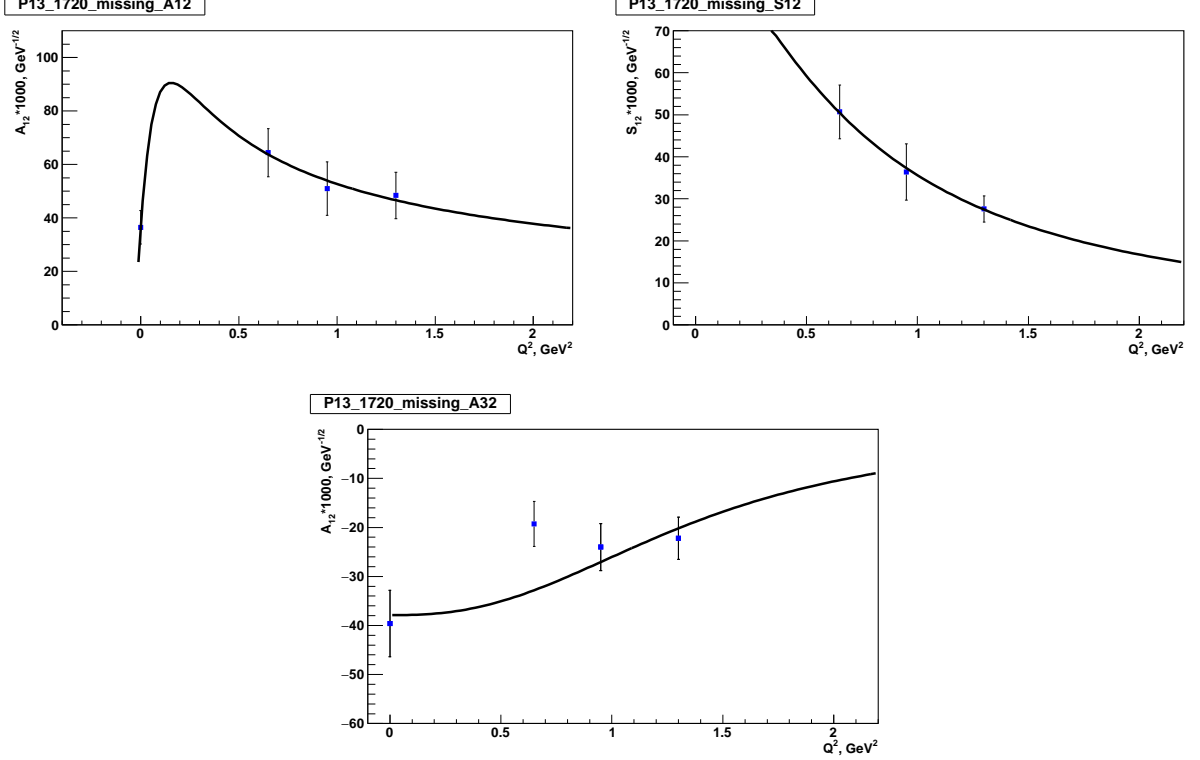 P13_1720_missing_A12
A₁₂*1000, GeV⁻¹/²
100
80
60
40
20
0
0 0.5 1 1.5 2
Q², GeV²
P13_1720_missing_S12
S₁₂*1000, GeV⁻¹/²
70
60
50
40
30
20
10
0
0 0.5 1 1.5 2
Q², GeV²
P13_1720_missing_A32
A₁₂*1000, GeV⁻¹/²
0
−10
−20
−30
−40
−50
−60
0 0.5 1 1.5 2
Q², GeV²